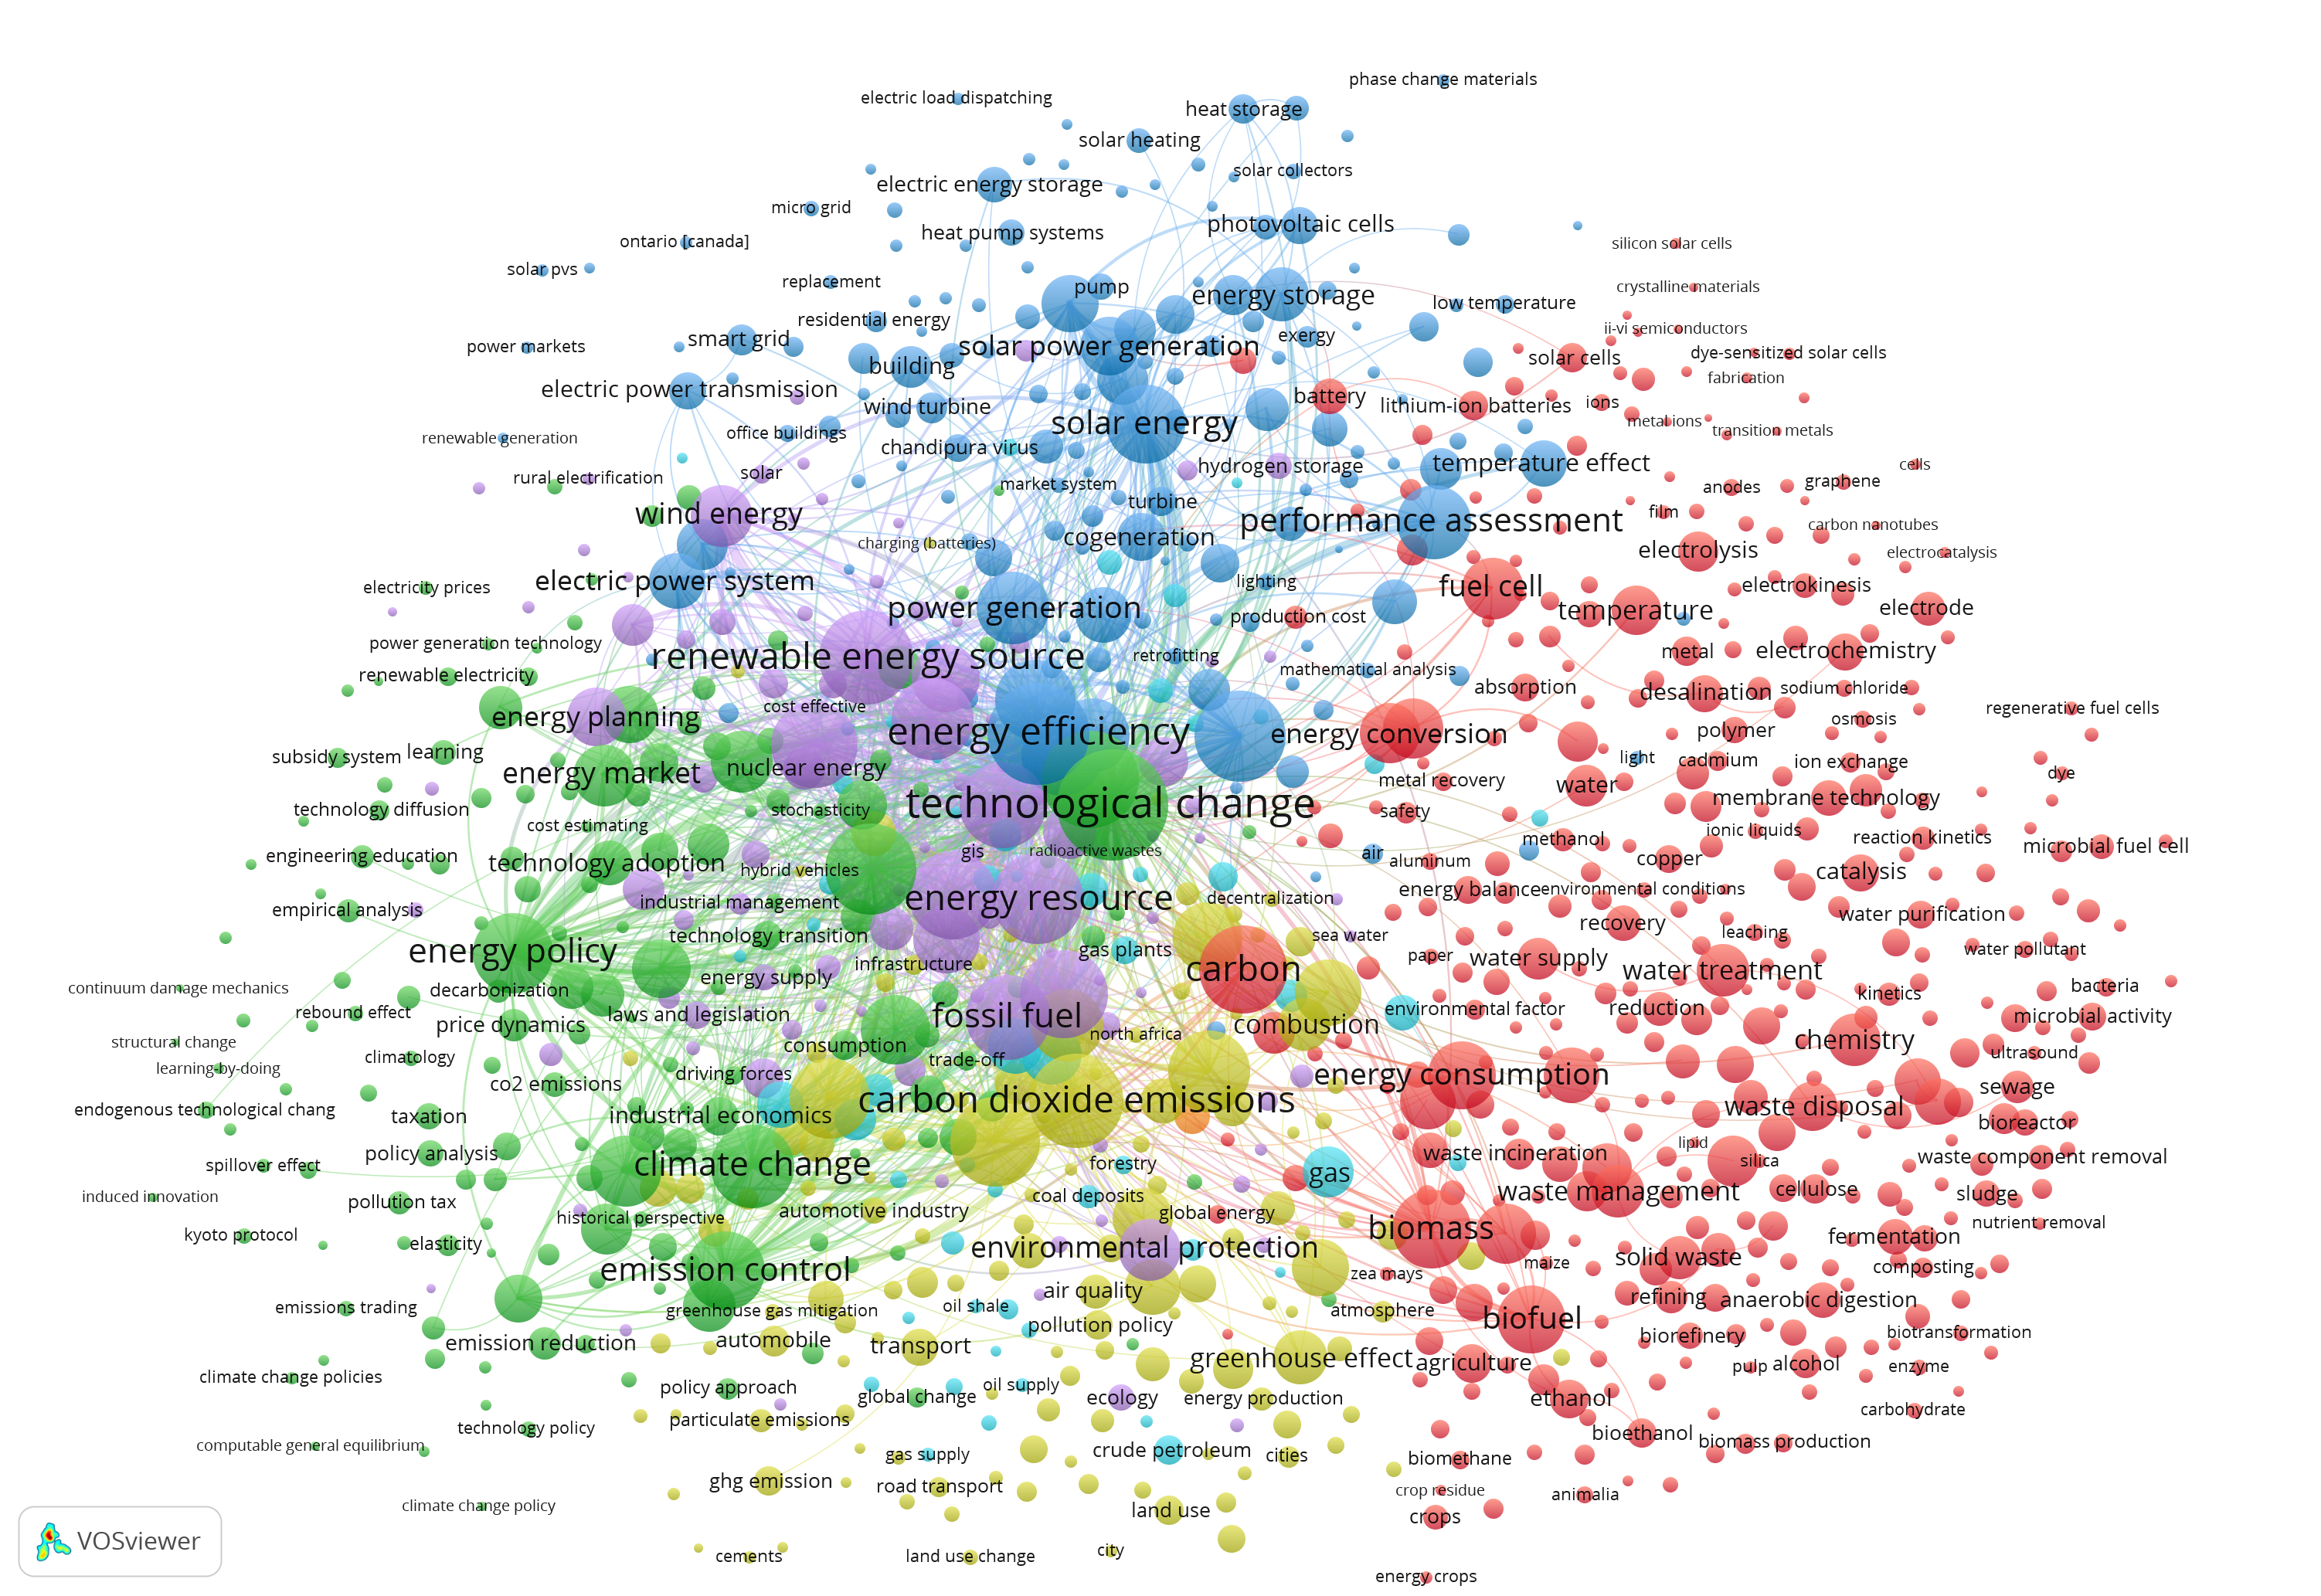 phase change materials
electric load dispatching
heat storage
solar heating
solar collectors
electric energy storage
micro grid
photovoltaic cells
heat pump systems
ontario [canada]
silicon solar cells
solar pvs
replacement
pump
crystalline materials
energy storage
low temperature
residential energy
ii-vi semiconductors
smart grid
exergy
power markets
solar power generation
dye-sensitized solar cells
solar cells
building
fabrication
electric power transmission
battery
wind turbine
lithium-ion batteries
ions
solar energy
metal ions
transition metals
office buildings
renewable generation
chandipura virus
temperature effect
cells
hydrogen storage
solar
rural electrification
market system
graphene
anodes
turbine
film
wind energy
performance assessment
carbon nanotubes
cogeneration
charging (batteries)
electrolysis
electrocatalysis
electric power system
lighting
fuel cell
electrokinesis
electricity prices
power generation
temperature
electrode
production cost
power generation technology
renewable energy source
retrofitting
metal
electrochemistry
mathematical analysis
renewable electricity
absorption
desalination
sodium chloride
cost effective
regenerative fuel cells
energy planning
osmosis
energy efficiency
energy conversion
polymer
learning
subsidy system
light
cadmium
ion exchange
nuclear energy
energy market
dye
metal recovery
water
membrane technology
technological change
technology diffusion
stochasticity
safety
cost estimating
ionic liquids
reaction kinetics
methanol
microbial fuel cell
gis
radioactive wastes
air
engineering education
technology adoption
aluminum
copper
hybrid vehicles
catalysis
energy balance
environmental conditions
energy resource
decentralization
industrial management
empirical analysis
water purification
recovery
leaching
technology transition
sea water
energy policy
gas plants
water pollutant
paper
water supply
infrastructure
carbon
water treatment
energy supply
continuum damage mechanics
decarbonization
bacteria
kinetics
reduction
environmental factor
rebound effect
laws and legislation
fossil fuel
microbial activity
price dynamics
combustion
north africa
chemistry
structural change
consumption
ultrasound
climatology
trade-off
learning-by-doing
driving forces
energy consumption
co2 emissions
sewage
carbon dioxide emissions
waste disposal
endogenous technological chang
taxation
industrial economics
bioreactor
lipid
policy analysis
waste incineration
waste component removal
silica
climate change
forestry
spillover effect
gas
waste management
cellulose
sludge
induced innovation
coal deposits
pollution tax
automotive industry
global energy
historical perspective
nutrient removal
biomass
kyoto protocol
fermentation
elasticity
environmental protection
solid waste
maize
composting
emission control
zea mays
air quality
refining
anaerobic digestion
emissions trading
oil shale
greenhouse gas mitigation
atmosphere
biofuel
pollution policy
biorefinery
biotransformation
emission reduction
automobile
transport
greenhouse effect
agriculture
pulp
alcohol
enzyme
climate change policies
oil supply
policy approach
global change
ecology
energy production
ethanol
carbohydrate
particulate emissions
technology policy
bioethanol
biomass production
computable general equilibrium
gas supply
crude petroleum
cities
biomethane
ghg emission
road transport
crop residue
animalia
climate change policy
land use
crops
VOSviewer
city
cements
land use change
energy crops